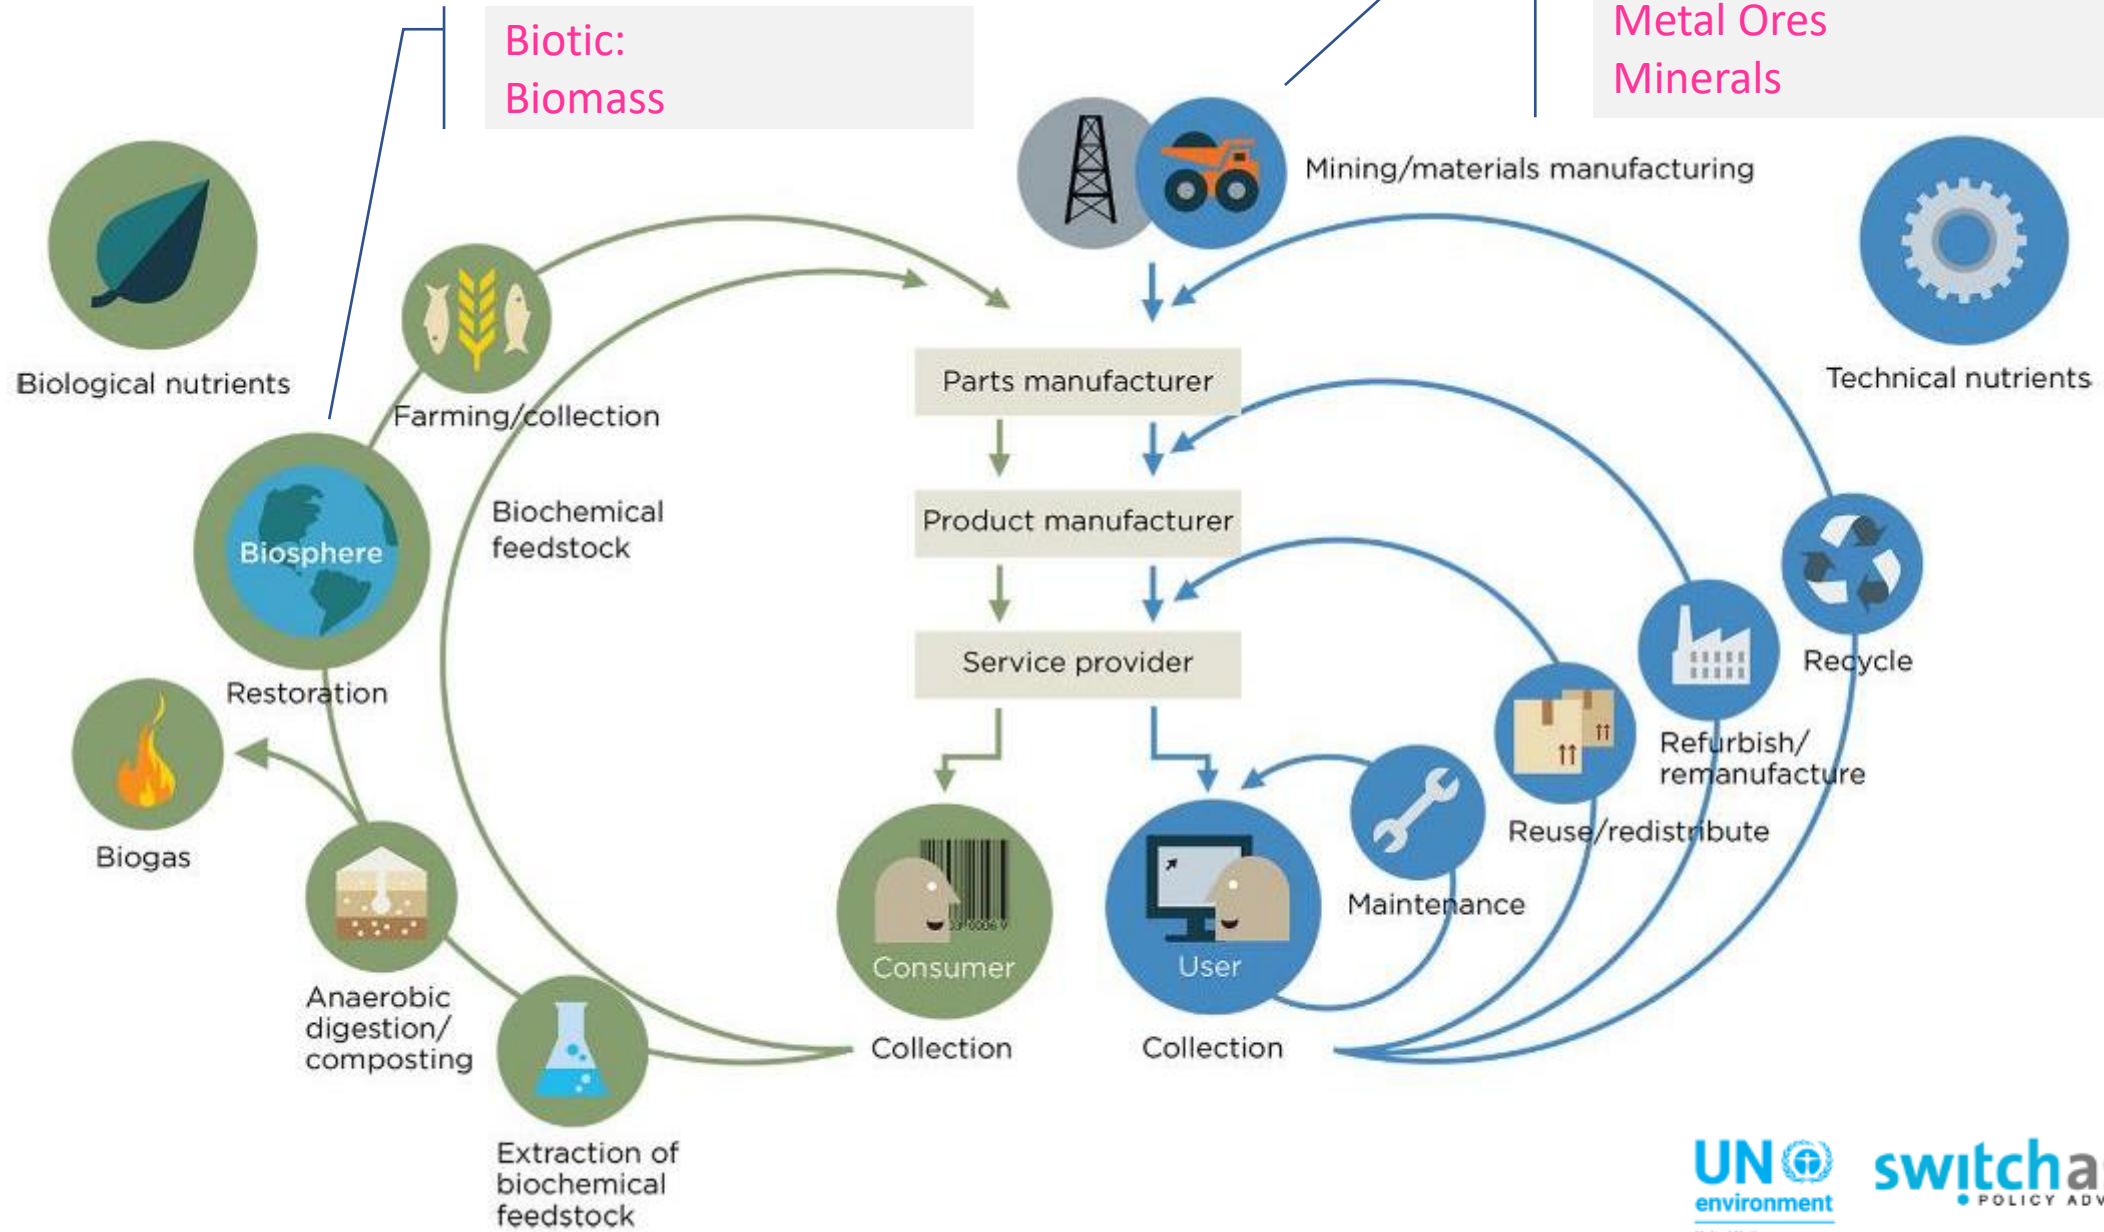 Biotic:
Biomass
Metal Ores
Minerals
Mining/materials manufacturing
Biological nutrients
Technical nutrients
Farming/collection
Parts manufacturer
Biochemical
feedstock
Product manufacturer
Biosphere
Service provider
Restoration
Recycle
Refurbish/
remanufacture
Reuse/redistribute
Biogas
Maintenance
Consumer
User
Anaerobic
digestion/
composting
Collection
Collection
Extraction of
biochemical
feedstock
UN
environment
switch
POLICY